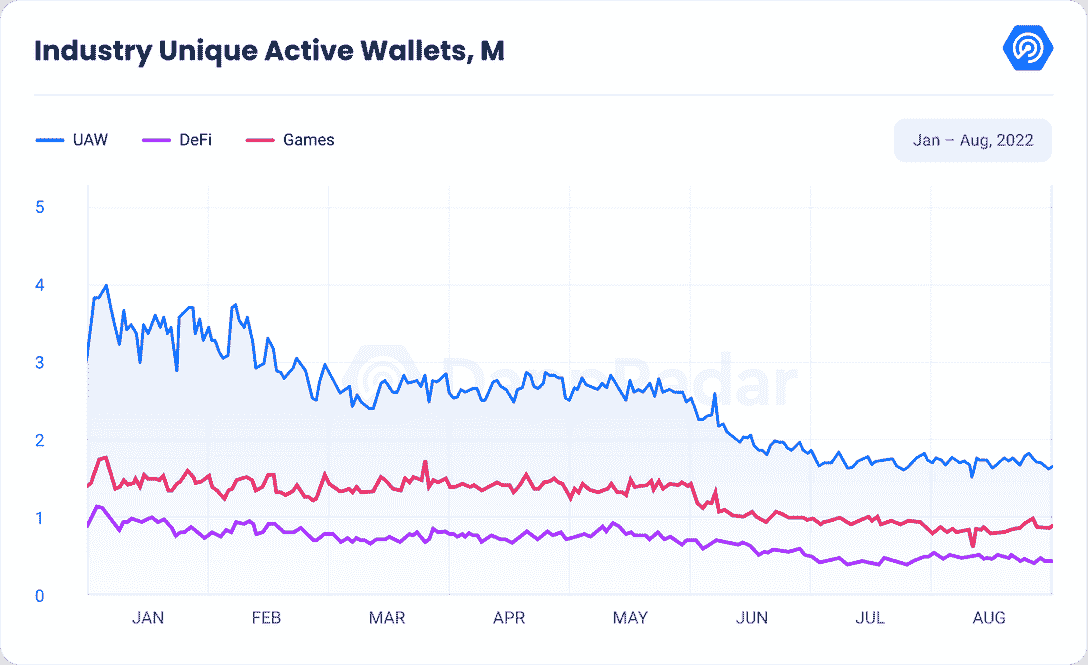 Industry Unique Active Wallets, M
UAW DeFi Games
Jan – Aug, 2022
5
4
3
DappRadar
2
1
0
JAN FEB MAR APR MAY JUN JUL AUG